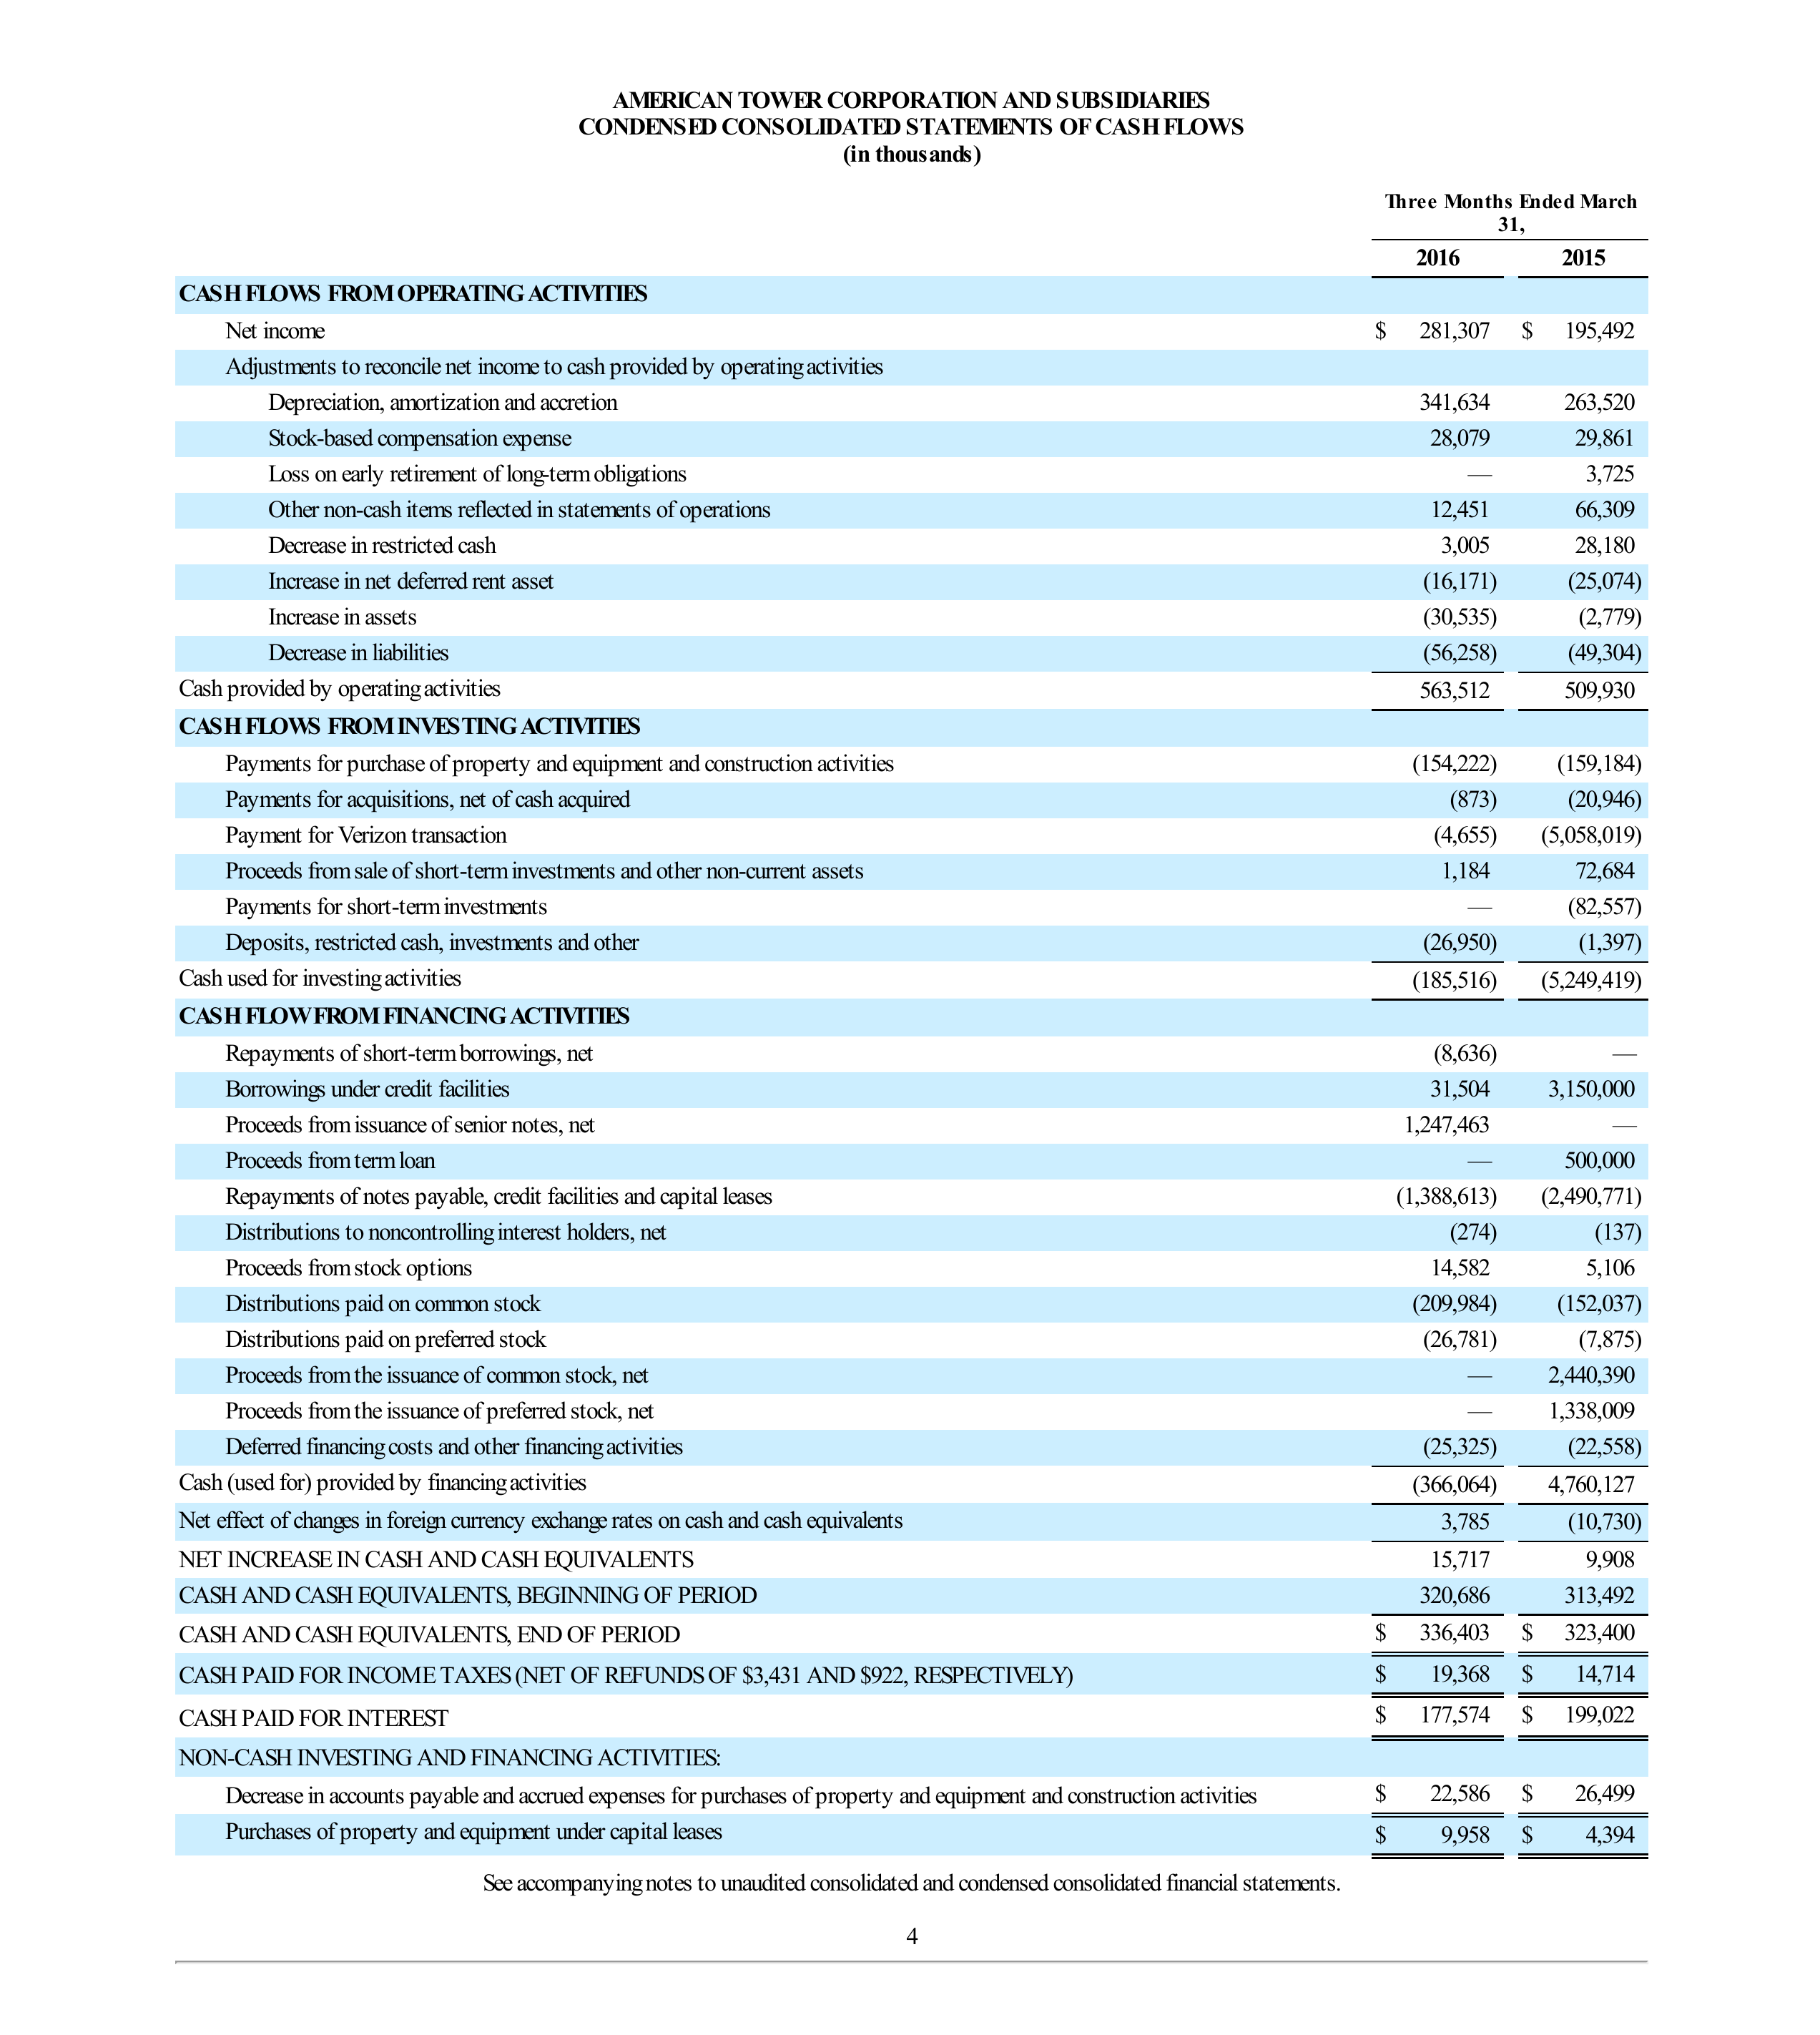 AMERICAN TOWER CORPORATION AND SUBSIDIARIES
CONDENSED CONSOLIDATED STATEMENTS OF CASH FLOWS
(in thousands)
Three Months Ended March
31,
2016 2015
CASH FLOWS FROM OPERATING ACTIVITIES
Net income $ 281,307 $ 195,492
Adjustments to reconcile net income to cash provided by operating activities
Depreciation, amortization and accretion 341,634 263,520
Stock-based compensation expense 28,079 29,861
Loss on early retirement of long-term obligations — 3,725
Other non-cash items reflected in statements of operations 12,451 66,309
Decrease in restricted cash 3,005 28,180
Increase in net deferred rent asset (16,171) (25,074)
Increase in assets (30,535) (2,779)
Decrease in liabilities (56,258) (49,304)
Cash provided by operating activities 563,512 509,930
CASH FLOWS FROM INVESTING ACTIVITIES
Payments for purchase of property and equipment and construction activities (154,222) (159,184)
Payments for acquisitions, net of cash acquired (873) (20,946)
Payment for Verizon transaction (4,655) (5,058,019)
Proceeds from sale of short-term investments and other non-current assets 1,184 72,684
Payments for short-term investments — (82,557)
Deposits, restricted cash, investments and other (26,950) (1,397)
Cash used for investing activities (185,516) (5,249,419)
CASH FLOW FROM FINANCING ACTIVITIES
Repayments of short-term borrowings, net (8,636) —
Borrowings under credit facilities 31,504 3,150,000
Proceeds from issuance of senior notes, net 1,247,463 —
Proceeds from term loan — 500,000
Repayments of notes payable, credit facilities and capital leases (1,388,613) (2,490,771)
Distributions to noncontrolling interest holders, net (274) (137)
Proceeds from stock options 14,582 5,106
Distributions paid on common stock (209,984) (152,037)
Distributions paid on preferred stock (26,781) (7,875)
Proceeds from the issuance of common stock, net — 2,440,390
Proceeds from the issuance of preferred stock, net — 1,338,009
Deferred financing costs and other financing activities (25,325) (22,558)
Cash (used for) provided by financing activities (366,064) 4,760,127
Net effect of changes in foreign currency exchange rates on cash and cash equivalents 3,785 (10,730)
NET INCREASE IN CASH AND CASH EQUIVALENTS 15,717 9,908
CASH AND CASH EQUIVALENTS, BEGINNING OF PERIOD 320,686 313,492
CASH AND CASH EQUIVALENTS, END OF PERIOD $ 336,403 $ 323,400
CASH PAID FOR INCOME TAXES (NET OF REFUNDS OF $3,431 AND $922, RESPECTIVELY) $ 19,368 $ 14,714
CASH PAID FOR INTEREST $ 177,574 $ 199,022
NON-CASH INVESTING AND FINANCING ACTIVITIES:
Decrease in accounts payable and accrued expenses for purchases of property and equipment and construction activities $ 22,586 $ 26,499
Purchases of property and equipment under capital leases $ 9,958 $ 4,394
See accompanying notes to unaudited consolidated and condensed consolidated financial statements.
4